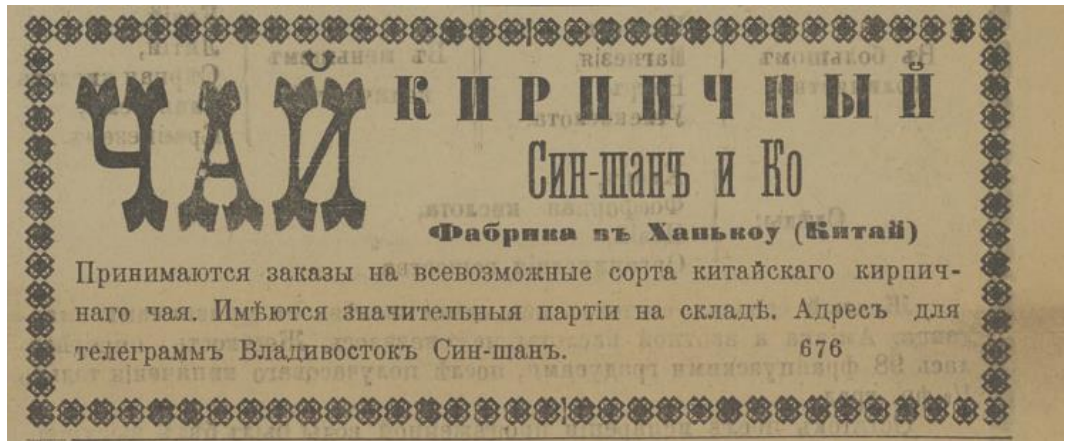 ЧАЙ КИРПИЧНЫЙ
Син-шанъ и Ко
Фабрика въ Ханькоу (Китай)
Принимаются заказы на всевозможные сорта китайскаго кирпич-
наго чая. Имѣются значительныя партіи на складѣ. Адресъ для
телеграммъ Владивостокъ Син-шанъ. 676